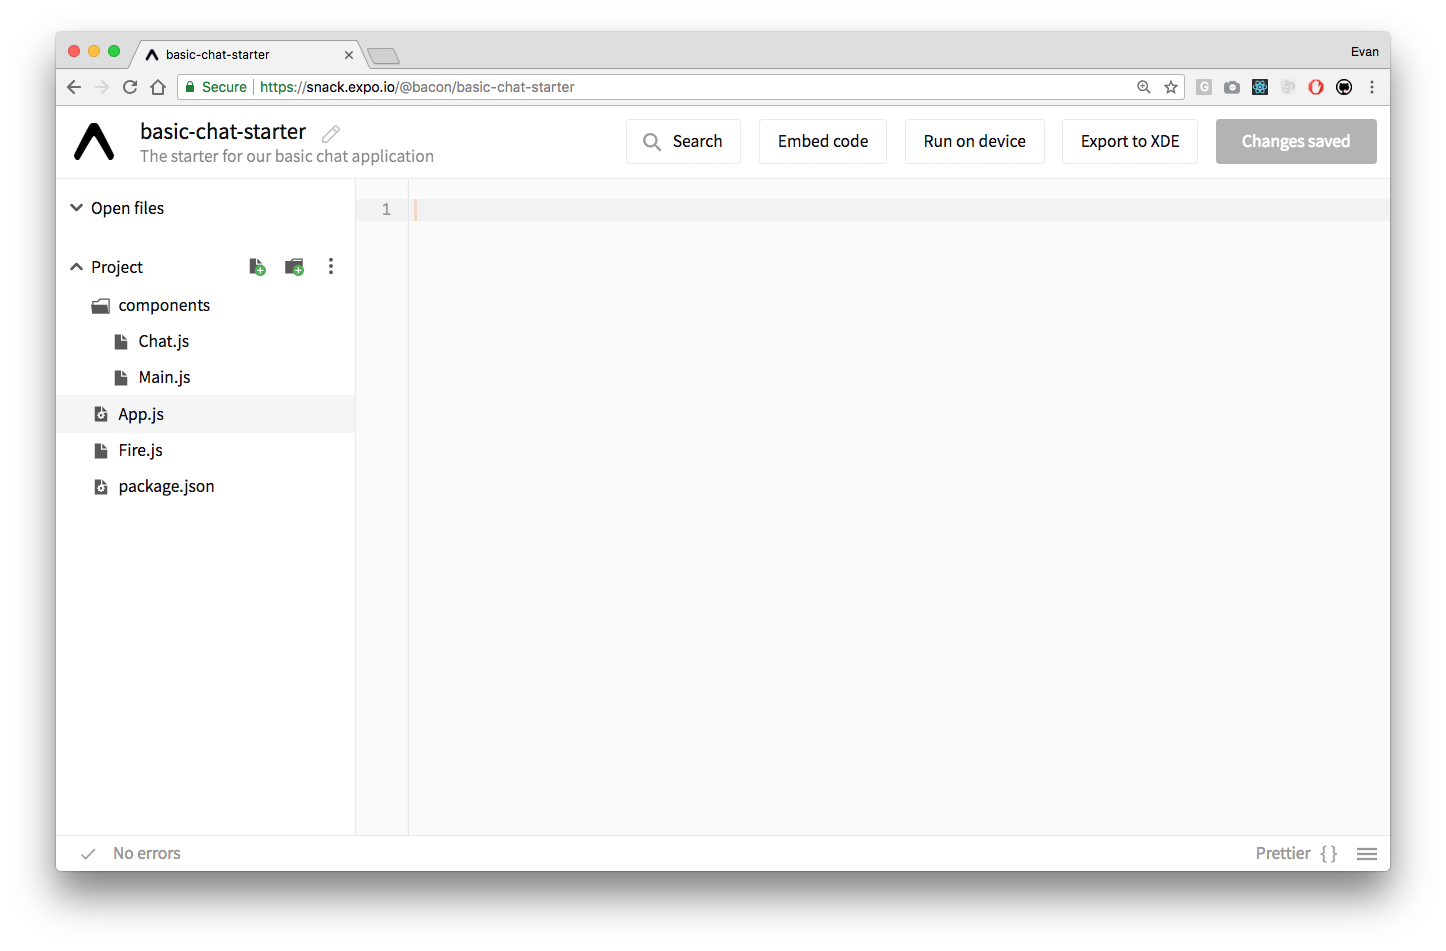 basic-chat-starter
Evan
Secure https://snack.expo.io/@bacon/basic-chat-starter
basic-chat-starter
The starter for our basic chat application
Search
Embed code
Run on device
Export to XDE
Changes saved
Open files
1
Project
components
Chat.js
Main.js
App.js
Fire.js
package.json
No errors
Prettier { }